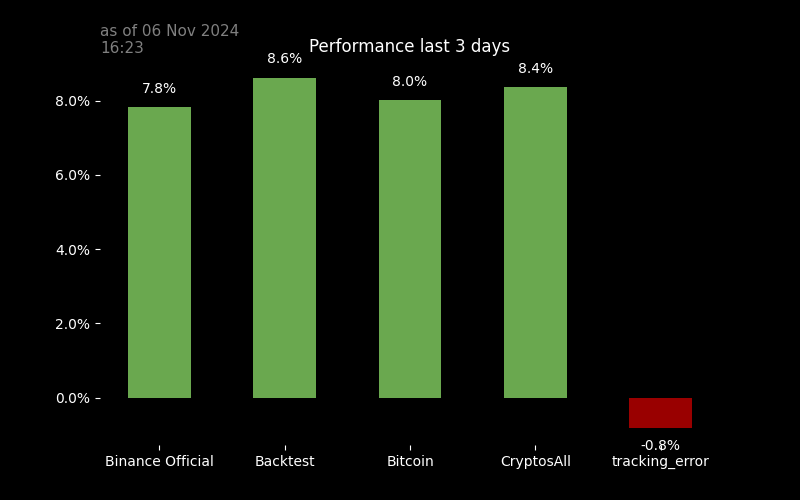 as of 06 Nov 2024
16:23
Performance last 3 days
8.6%
8.4%
7.8%
8.0%
8.0%
6.0%
4.0%
2.0%
0.0%
-0.8%
Binance Official
Backtest
Bitcoin
CryptosAll
tracking_error